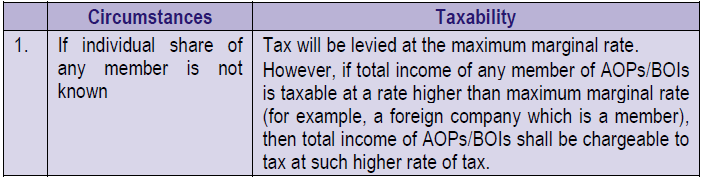 Circumstances Taxability
1. If individual share of any member is not known
Tax will be levied at the maximum marginal rate.
However, if total income of any member of AOPs/BOIs
is taxable at a rate higher than maximum marginal rate
(for example, a foreign company which is a member),
then total income of AOPs/BOIs shall be chargeable to
tax at such higher rate of tax.